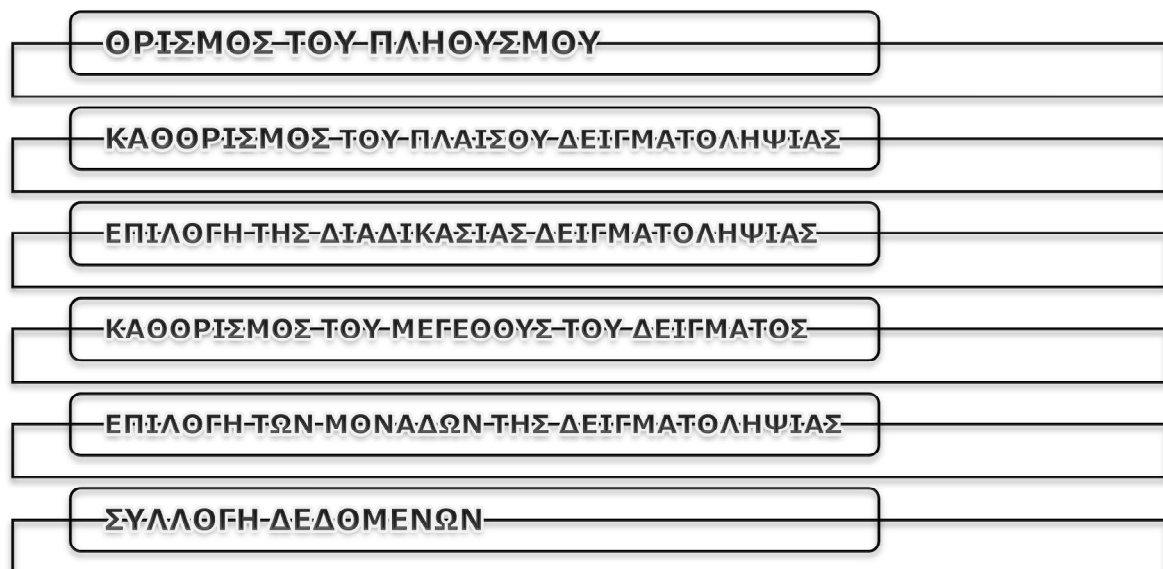 ΟΡΙΣΜΟΣ ΤΟΥ ΠΛΗΘΥΣΜΟΥ
ΚΑΘΟΡΙΣΜΟΣ ΤΟΥ ΠΛΑΙΣΟΥ ΔΕΙΓΜΑΤΟΛΗΨΙΑΣ
ΕΠΙΛΟΓΗ ΤΗΣ ΔΙΑΔΙΚΑΣΙΑΣ ΔΕΙΓΜΑΤΟΛΗΨΙΑΣ
ΚΑΘΟΡΙΣΜΟΣ ΤΟΥ ΜΕΓΕΘΟΥΣ ΤΟΥ ΔΕΙΓΜΑΤΟΣ
ΕΠΙΛΟΓΗ ΤΩΝ ΜΟΝΑΔΩΝ ΤΗΣ ΔΕΙΓΜΑΤΟΛΗΨΙΑΣ
ΣΥΛΛΟΓΗ ΔΕΔΟΜΕΝΩΝ